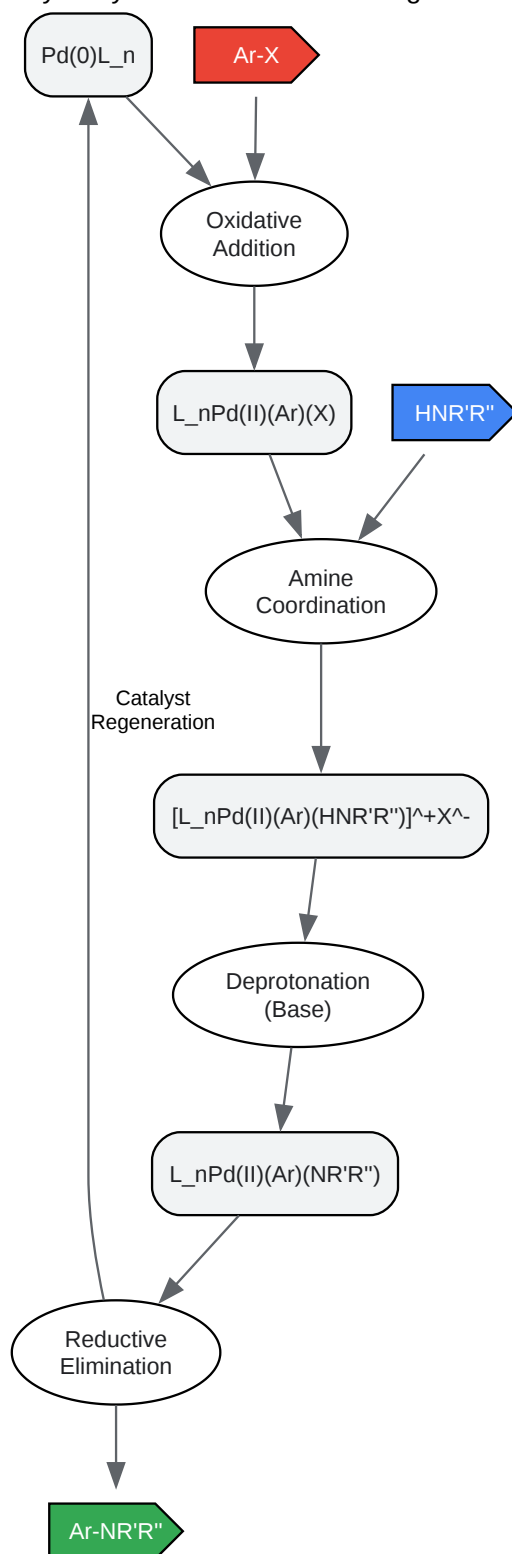 Pd(0)L_n
Ar-X
Oxidative
Addition
L_nPd(II)(Ar)(X)
HNR'R''
Amine
Coordination
Catalyst
Regeneration
[L_nPd(II)(Ar)(HNR'R'')]^+X^-
Deprotonation
(Base)
L_nPd(II)(Ar)(NR'R'')
Reductive
Elimination
Ar-NR'R''